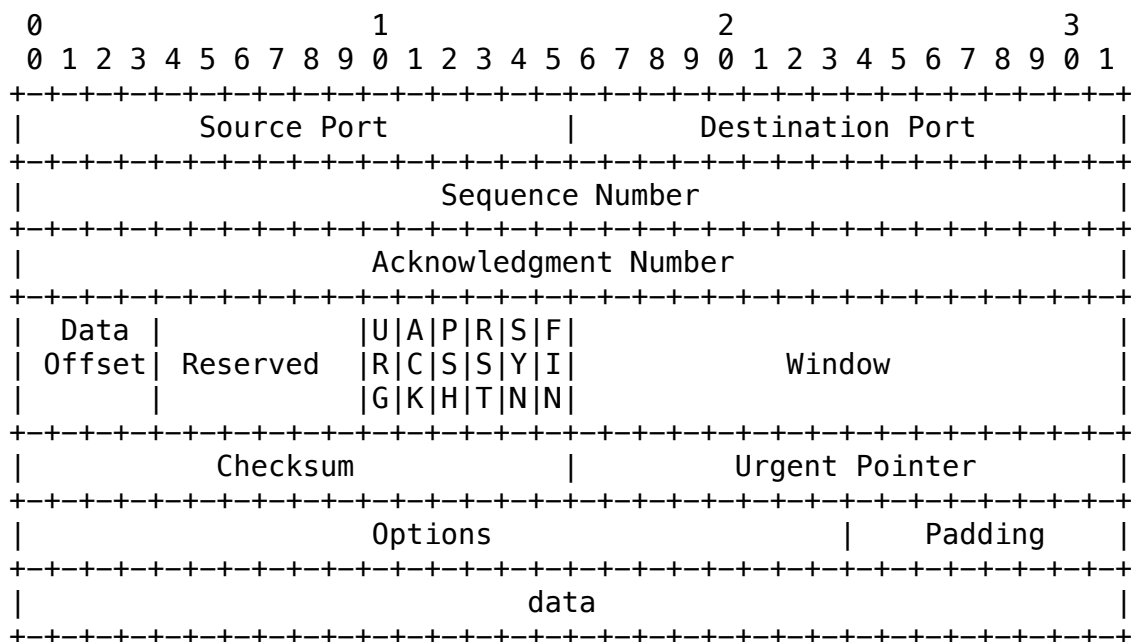 0                   1                   2                   3
 0 1 2 3 4 5 6 7 8 9 0 1 2 3 4 5 6 7 8 9 0 1 2 3 4 5 6 7 8 9 0 1
+-+-+-+-+-+-+-+-+-+-+-+-+-+-+-+-+-+-+-+-+-+-+-+-+-+-+-+-+-+-+-+-+
|          Source Port          |       Destination Port        |
+-+-+-+-+-+-+-+-+-+-+-+-+-+-+-+-+-+-+-+-+-+-+-+-+-+-+-+-+-+-+-+-+
|                        Sequence Number                        |
+-+-+-+-+-+-+-+-+-+-+-+-+-+-+-+-+-+-+-+-+-+-+-+-+-+-+-+-+-+-+-+-+
|                    Acknowledgment Number                      |
+-+-+-+-+-+-+-+-+-+-+-+-+-+-+-+-+-+-+-+-+-+-+-+-+-+-+-+-+-+-+-+-+
|  Data |           |U|A|P|R|S|F|                               |
| Offset| Reserved  |R|C|S|S|Y|I|            Window             |
|       |           |G|K|H|T|N|N|                               |
+-+-+-+-+-+-+-+-+-+-+-+-+-+-+-+-+-+-+-+-+-+-+-+-+-+-+-+-+-+-+-+-+
|           Checksum            |         Urgent Pointer        |
+-+-+-+-+-+-+-+-+-+-+-+-+-+-+-+-+-+-+-+-+-+-+-+-+-+-+-+-+-+-+-+-+
|                    Options                    |    Padding    |
+-+-+-+-+-+-+-+-+-+-+-+-+-+-+-+-+-+-+-+-+-+-+-+-+-+-+-+-+-+-+-+-+
|                             data                              |
+-+-+-+-+-+-+-+-+-+-+-+-+-+-+-+-+-+-+-+-+-+-+-+-+-+-+-+-+-+-+-+-+